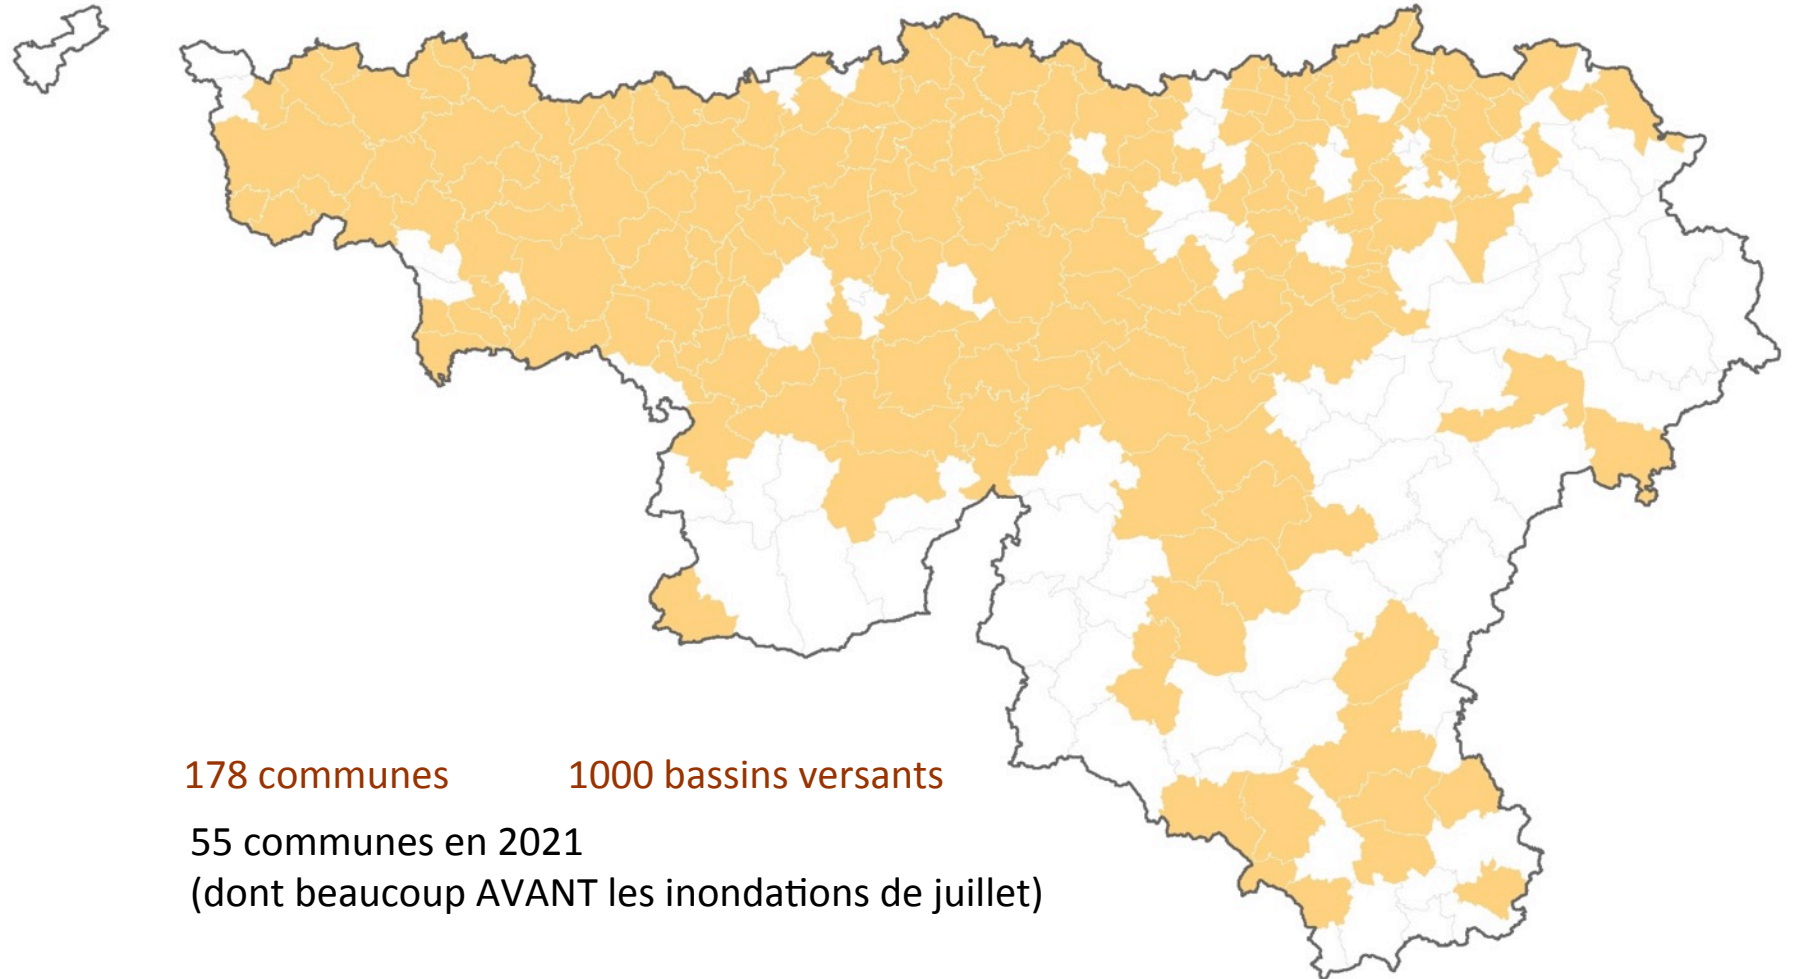 178 communes 1000 bassins versants
55 communes en 2021
(dont beaucoup AVANT les inondations de juillet)